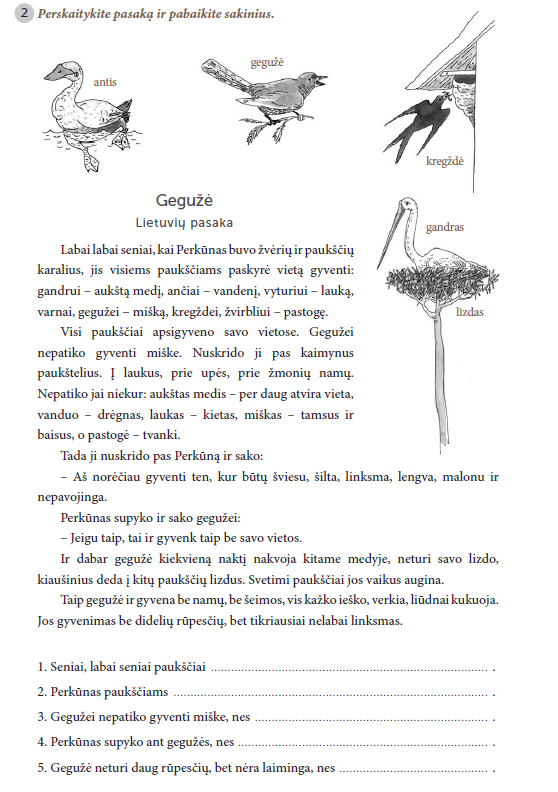 2 Perskaitykite pasaką ir pabaikite sakinius.
antis
gegužė
kregždė
gandras
lizdas
Gegužė
Lietuvių pasaka
Labai labai seniai, kai Perkūnas buvo žvėrių ir paukščių
karalius, jis visiems paukščiams paskyrė vietą gyventi:
gandrui – aukštą medį, ančiai – vandenį, vyturiui – lauką,
varnai, gegužei – mišką, kregždei, žvirbliui – pastogę.
Visi paukščiai apsigyveno savo vietose. Gegužei
nepatiko gyventi miške. Nuskrido ji pas kaimynus
paukštelius. Į laukus, prie upės, prie žmonių namų.
Nepatiko jai niekur: aukštas medis – per daug atvira vieta,
vanduo – drėgnas, laukas – kietas, miškas – tamsus ir
baisus, o pastogė – tvanki.
Tada ji nuskrido pas Perkūną ir sako:
– Aš norėčiau gyventi ten, kur būtų šviesu, šilta, linksma, lengva, malonu ir
nepavojinga.
Perkūnas supyko ir sako gegužei:
– Jeigu taip, tai ir gyvenk taip be savo vietos.
Ir dabar gegužė kiekvieną naktį nakvoja kitame medyje, neturi savo lizdo,
kiaušinius deda į kitų paukščių lizdus. Svetimi paukščiai jos vaikus augina.
Taip gegužė ir gyvena be namų, be šeimos, vis kažko ieško, verkia, liūdnai kukuoja.
Jos gyvenimas be didelių rūpesčių, bet tikriausiai nelabai linksmas.
1. Seniai, labai seniai paukščiai ........................................ .
2. Perkūnas paukščiams ........................................ .
3. Gegužei nepatiko gyventi miške, nes ........................................ .
4. Perkūnas supyko ant gegužės, nes ........................................ .
5. Gegužė neturi daug rūpesčių, bet nėra laiminga, nes ........................................ .